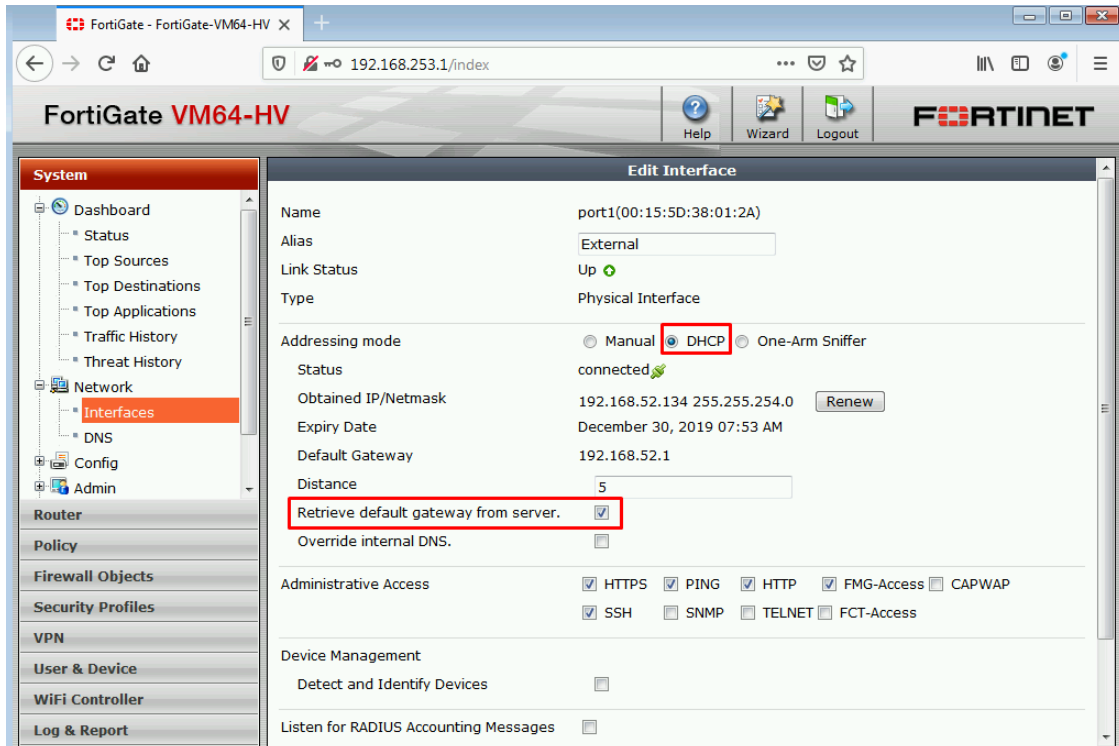 FortiGate - FortiGate-VM64-HV
192.168.253.1/index
FortiGate VM64-HV
Help
Wizard
Logout
FORTINET
System
Dashboard
Status
Top Sources
Top Destinations
Top Applications
Traffic History
Threat History
Network
Interfaces
DNS
Config
Admin
Router
Policy
Firewall Objects
Security Profiles
VPN
User & Device
WiFi Controller
Log & Report
Edit Interface
Name port1(00:15:5D:38:01:2A)
Alias External
Link Status Up
Type Physical Interface
Addressing mode Manual DHCP One-Arm Sniffer
Status connected
Obtained IP/Netmask 192.168.52.134 255.255.254.0 Renew
Expiry Date December 30, 2019 07:53 AM
Default Gateway 192.168.52.1
Distance 5
Retrieve default gateway from server.
Override internal DNS.
Administrative Access HTTPS PING HTTP FMG-Access CAPWAP
SSH SNMP TELNET FCT-Access
Device Management
Detect and Identify Devices
Listen for RADIUS Accounting Messages